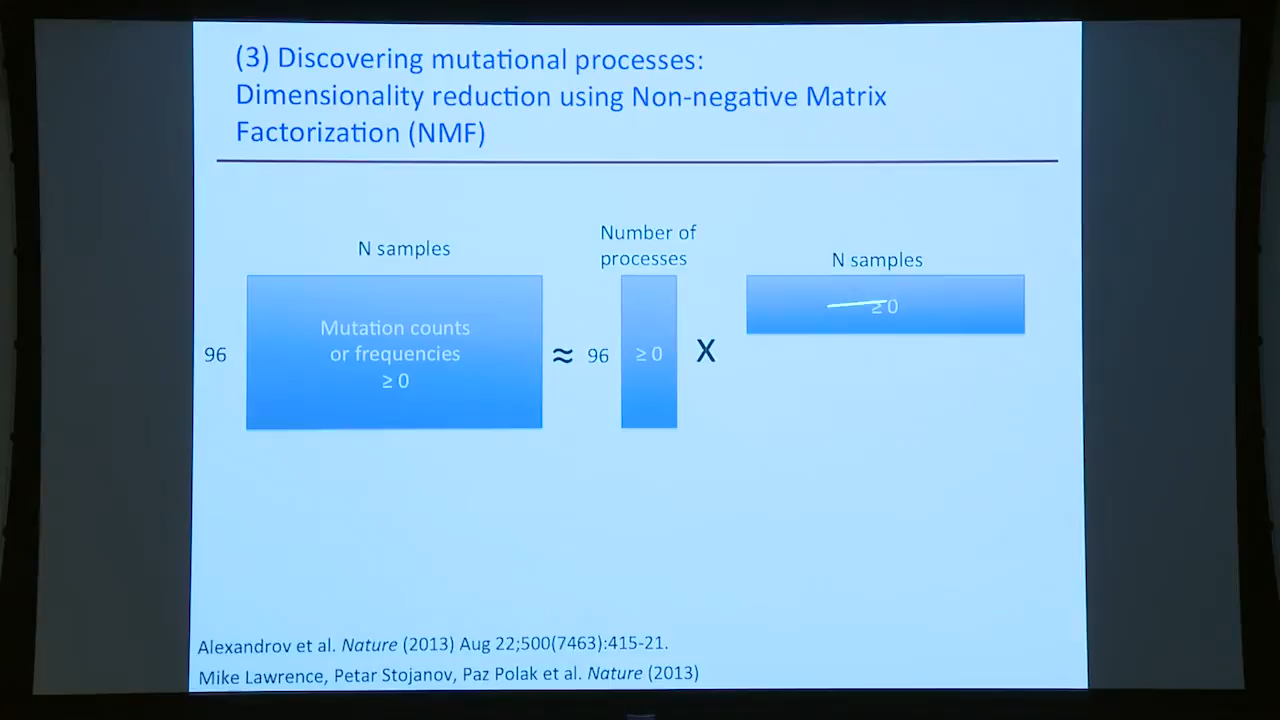 (3) Discovering mutational processes:
Dimensionality reduction using Non-negative Matrix
Factorization (NMF)
N samples
Number of
processes
N samples
Mutation counts
or frequencies
≥ 0
96
≈
96
≥ 0
X
≥ 0
Alexandrov et al. Nature (2013) Aug 22;500(7463):415-21.
Mike Lawrence, Petar Stojanov, Paz Polak et al. Nature (2013)